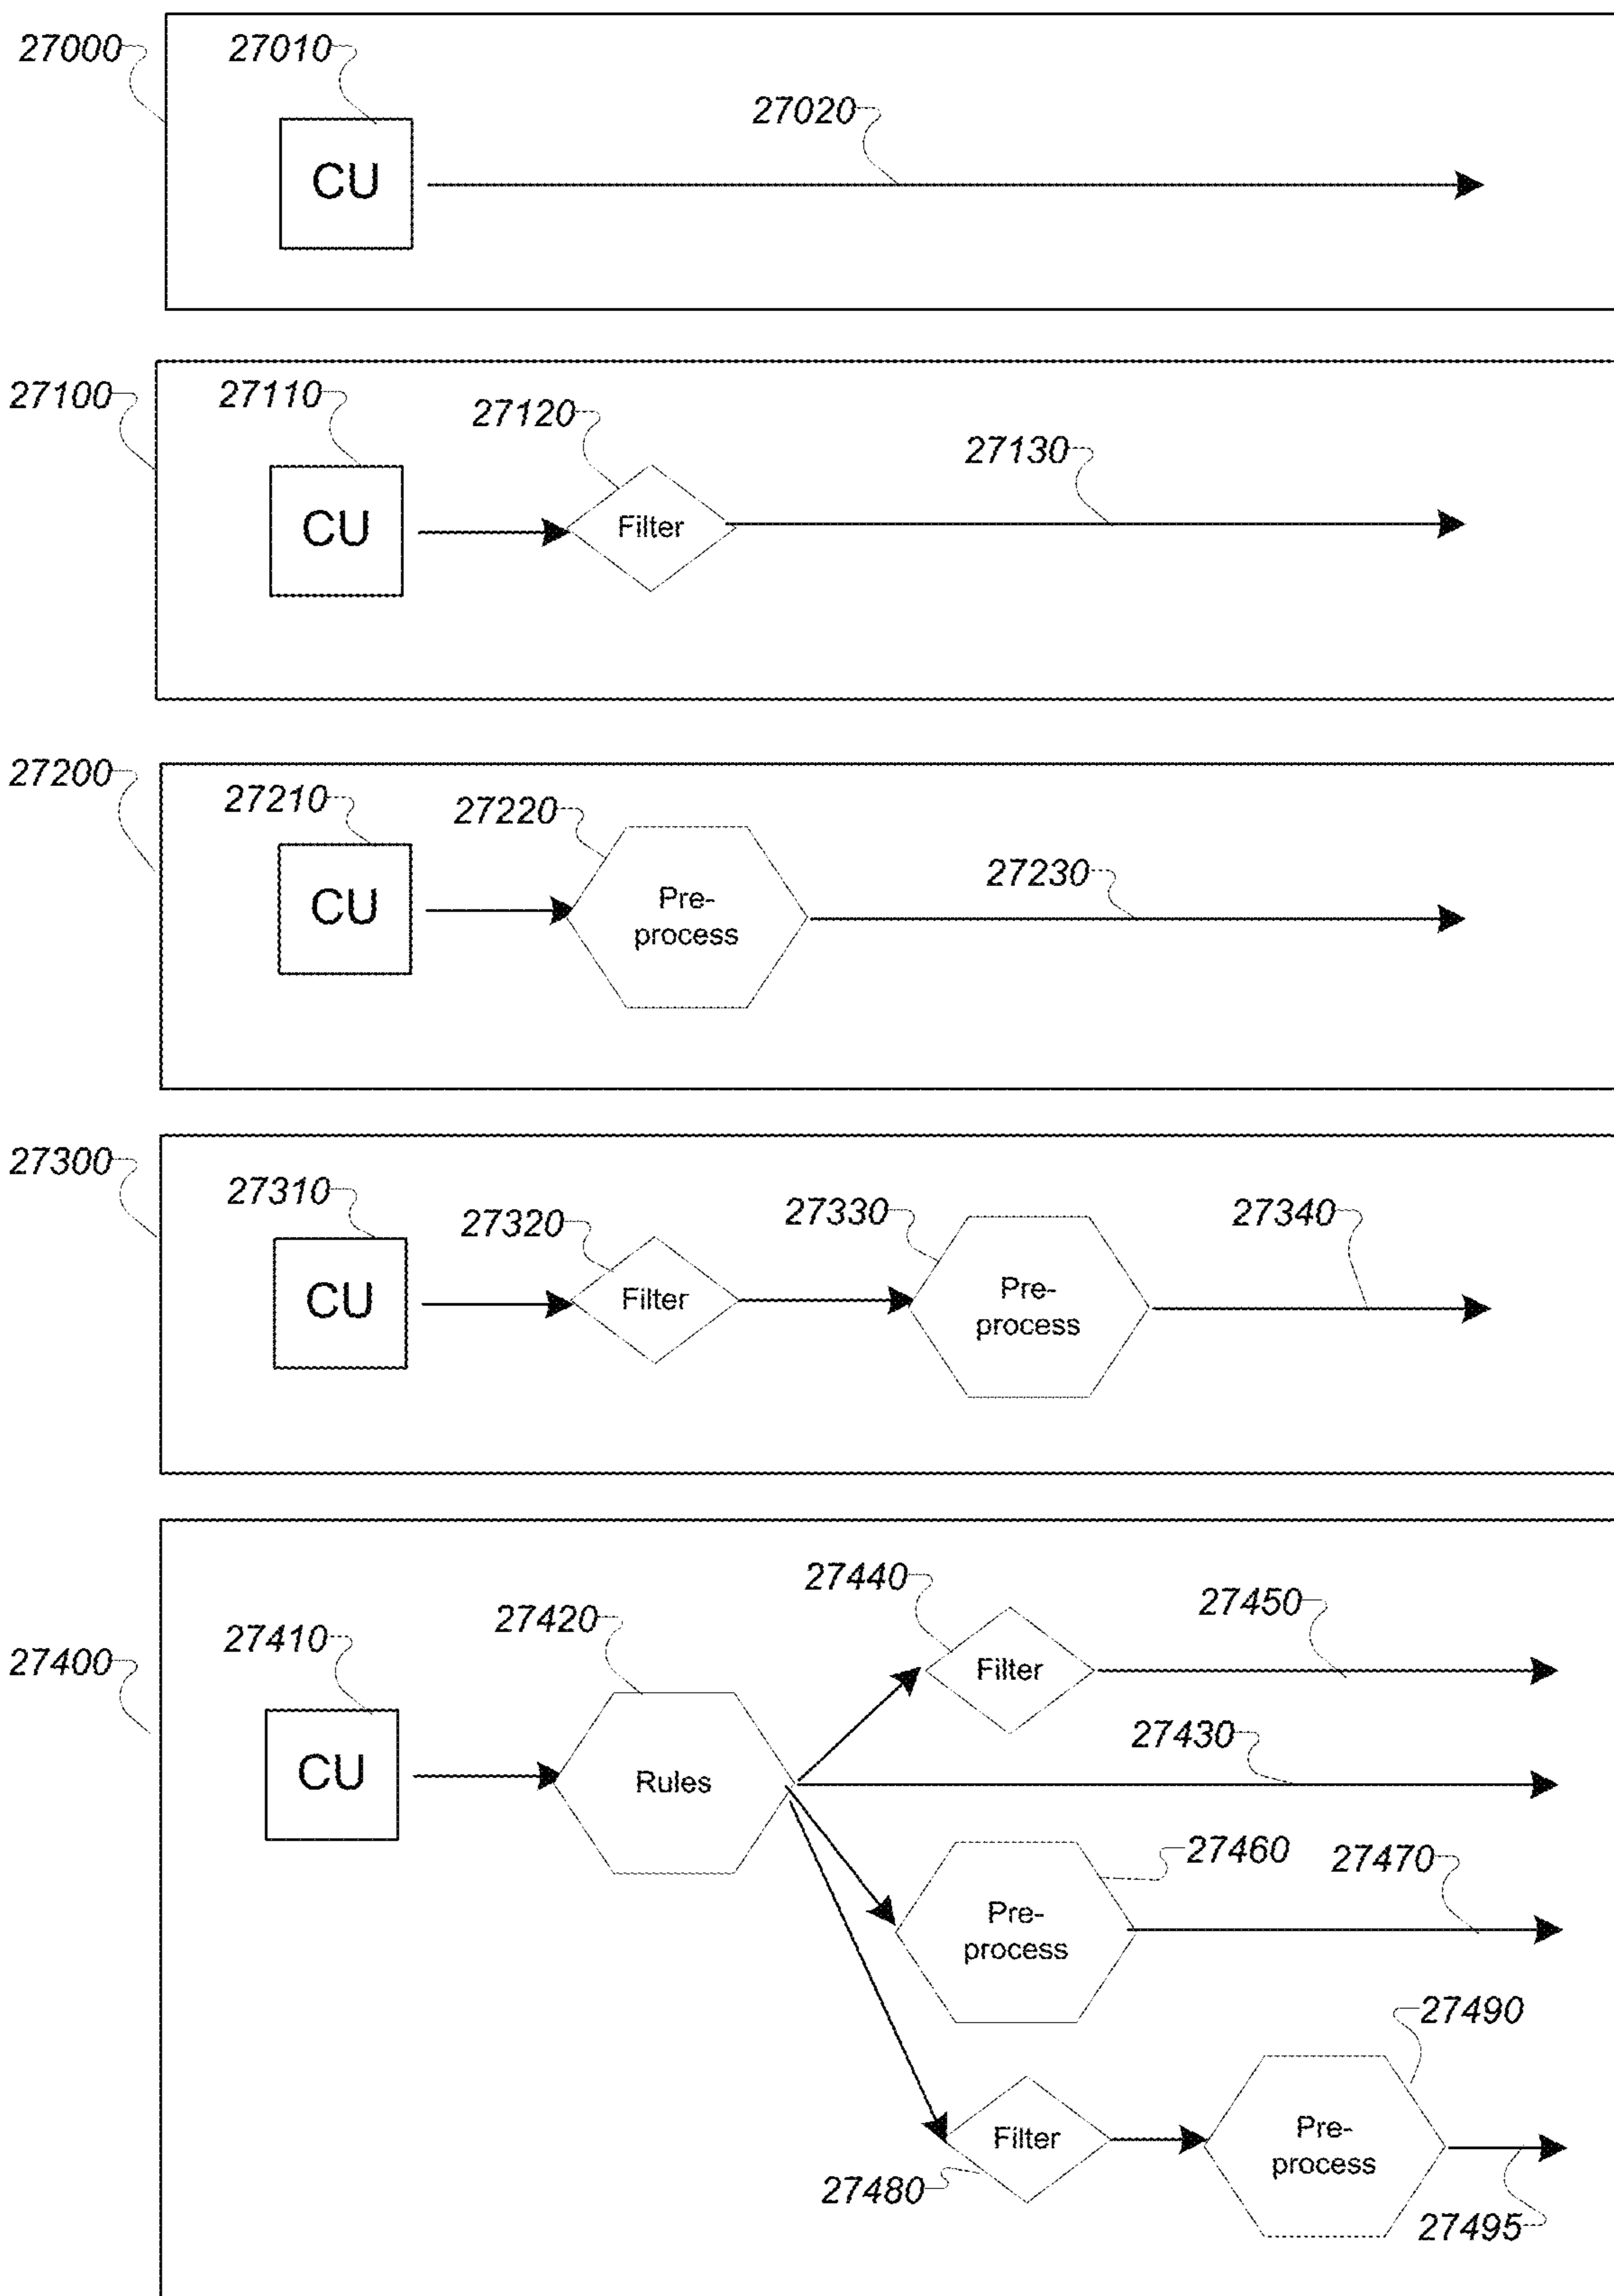 27000
27010
27020
CU
27100
27110
27120
27130
CU
Filter
27200
27210
27220
27230
CU
Pre-
process
27300
27310
27320
27330
27340
CU
Filter
Pre-
process
27400
27410
27420
27440
27450
Filter
27430
CU
Rules
27460
27470
Pre-
process
27490
Filter
Pre-
process
27480
27495